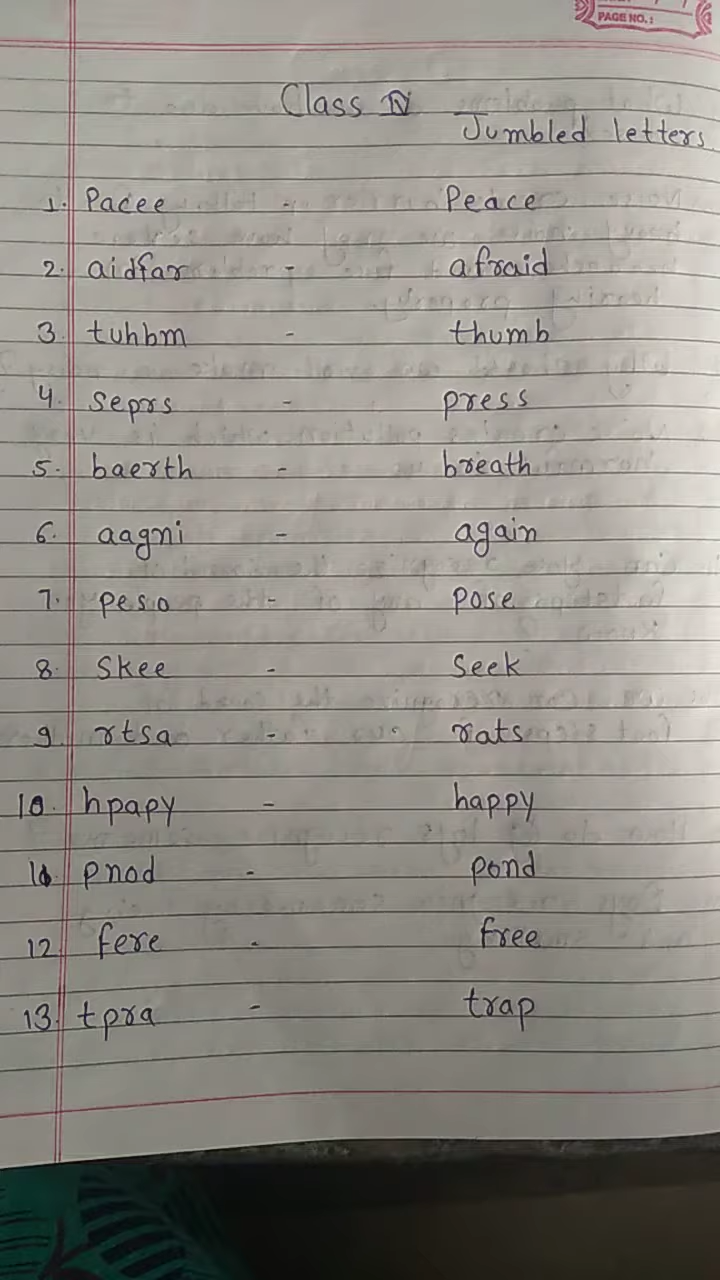 PAGE NO.:
Class IV
Jumbled letters
1. Pacee - Peace
2. aidfar - afraid
3. tuhbm - thumb
4. seprs - press
5. baerth - breath
6. aagni - again
7. peso - pose
8. Skee - Seek
9. rtsa - rats
10. hpapy - happy
11. pnod - pond
12. fere - free
13. tpra - trap